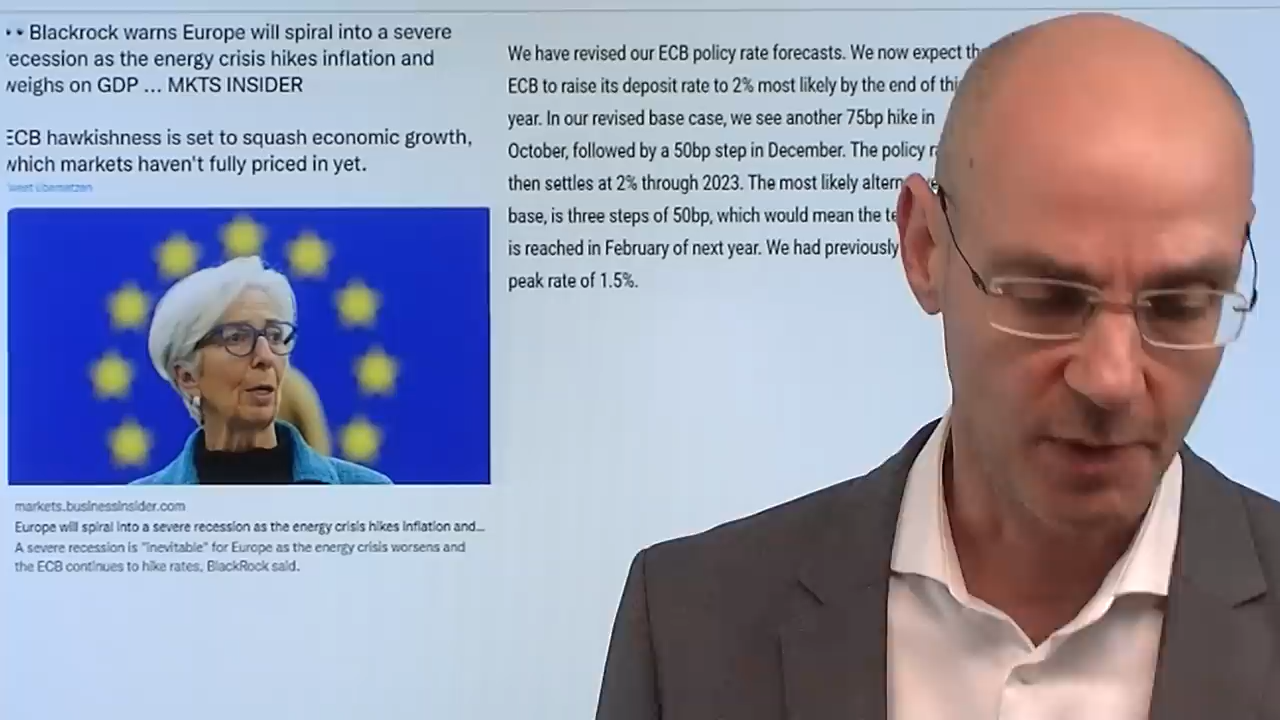 Blackrock warns Europe will spiral into a severe
recession as the energy crisis hikes inflation and
weighs on GDP ... MKTS INSIDER
ECB hawkishness is set to squash economic growth,
which markets haven't fully priced in yet.
Tweet übersetzen
markets.businessinsider.com
Europe will spiral into a severe recession as the energy crisis hikes inflation and...
A severe recession is "inevitable" for Europe as the energy crisis worsens and
the ECB continues to hike rates, BlackRock said.
We have revised our ECB policy rate forecasts. We now expect
ECB to raise its deposit rate to 2% most likely by the end of
year. In our revised base case, we see another 75bp hike in
October, followed by a 50bp step in December. The policy
then settles at 2% through 2023. The most likely
base, is three steps of 50bp, which would mean the
is reached in February of next year. We had previously
peak rate of 1.5%.